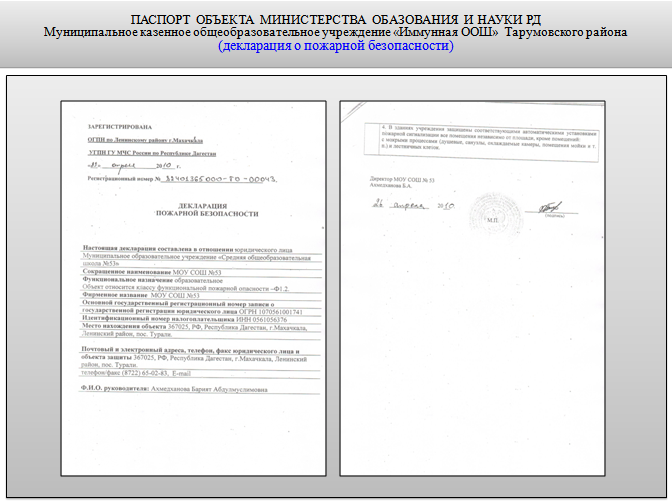 ПАСПОРТ ОБЪЕКТА МИНИСТЕРСТВА ОБАЗОВАНИЯ И НАУКИ РД
Муниципальное казенное общеобразовательное учреждение «Иммунная ООШ» Тарумовского района
(декларация о пожарной безопасности)
ЗАРЕГИСТРИРОВАНА
ОГПН по Ленинскому району г.Махачкала
УГПН ГУ МЧС России по Республике Дагестан
апреля 2010 г.
Регистрационный номер №
ДЕКЛАРАЦИЯ
ПОЖАРНОЙ БЕЗОПАСНОСТИ
Настоящая декларация составлена в отношении юридического лица
Муниципальное образовательное учреждение «Средняя общеобразовательная
школа №53»
Сокращенное наименование МОУ СОШ №53
Функциональное назначение образовательное
Объект относится классу функциональной пожарной опасности –Ф1.2.
Фирменное название МОУ СОШ №53
Основной государственный регистрационный номер записи о
государственной регистрации юридического лица ОГРН 1070561001741
Идентификационный номер налогоплательщика ИНН 0561056376
Место нахождения объекта 367025, РФ, Республика Дагестан, г.Махачкала,
Ленинский район, пос. Турали.
Почтовый и электронный адреса, телефон, факс юридического лица и
объекта защиты 367025, РФ, Республика Дагестан, г.Махачкала, Ленинский
район, пос. Турали.
телефон/факс (8722) 65-02-83, E-mail
Ф.И.О. руководителя: Ахмедханова Барият Абдулмуслимовна
4. В зданиях учреждения защищены соответствующими автоматическими установками
пожарной сигнализации все помещения независимо от площади, кроме помещений:
с мокрыми процессами (душевые, санузлы, охлаждаемые камеры, помещения мойки и т.
п.) и лестничных клеток.
Директор МОУ СОШ № 53
Ахмедханова Б.А.
апреля 2010
М.П.